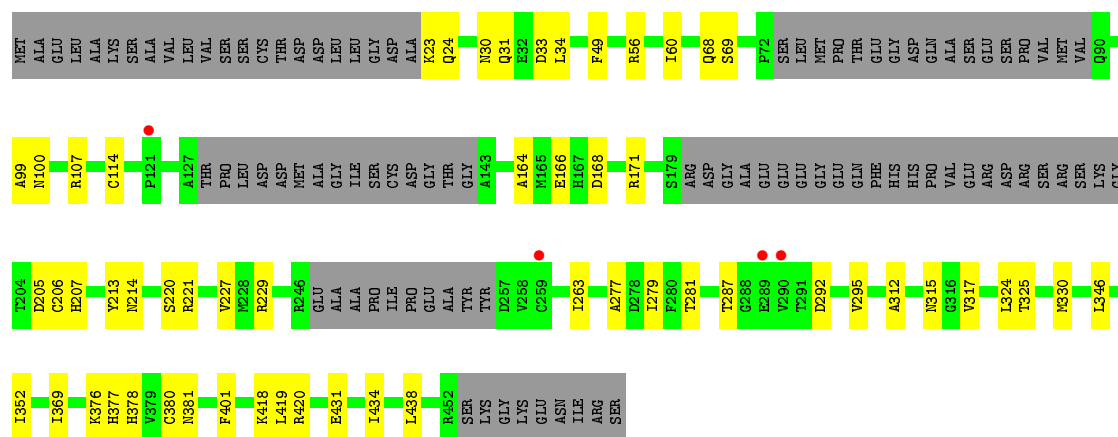 MET ALA GLU LEU LEU ALA LYS SER ALA VAL LEU VAL SER SER CYS THR ASP ASP LEU LEU GLY ASP ALA K23 Q24 N30 Q31 E32 D33 L34 F49 R56 I60 Q68 S69 P72 SER LEU MET PRO THR GLU GLY ASP GLN ALA SER GLU SER PRO VAL MET VAL Q90
A99 N100 R107 C114 P121 A127 THR PRO LEU ASP ASP MET ALA GLY ILE SER CYS ASP GLY THR GLY A143 A164 M165 E166 H167 D168 R171 S179 ARG ASP GLY ALA GLU GLU GLU GLY GLU GLN PHE HIS HIS PRO VAL GLU ARG ASP ARG SER ARG SER LYS GLY
T204 D205 C206 H207 Y213 N214 S220 R221 V227 M228 R229 R246 GLU ALA ALA PRO ILE PRO GLU ALA TYR TYR D257 V258 C259 I263 A277 D278 I279 F280 T281 T287 G288 E289 V290 T291 D292 V295 A312 N315 G316 V317 L324 T325 M330 L346
I352 I369 K376 H377 H378 V379 C380 N381 F401 K418 L419 R420 E431 I434 L438 R452 SER LYS GLY LYS GLU ASN ILE ARG SER